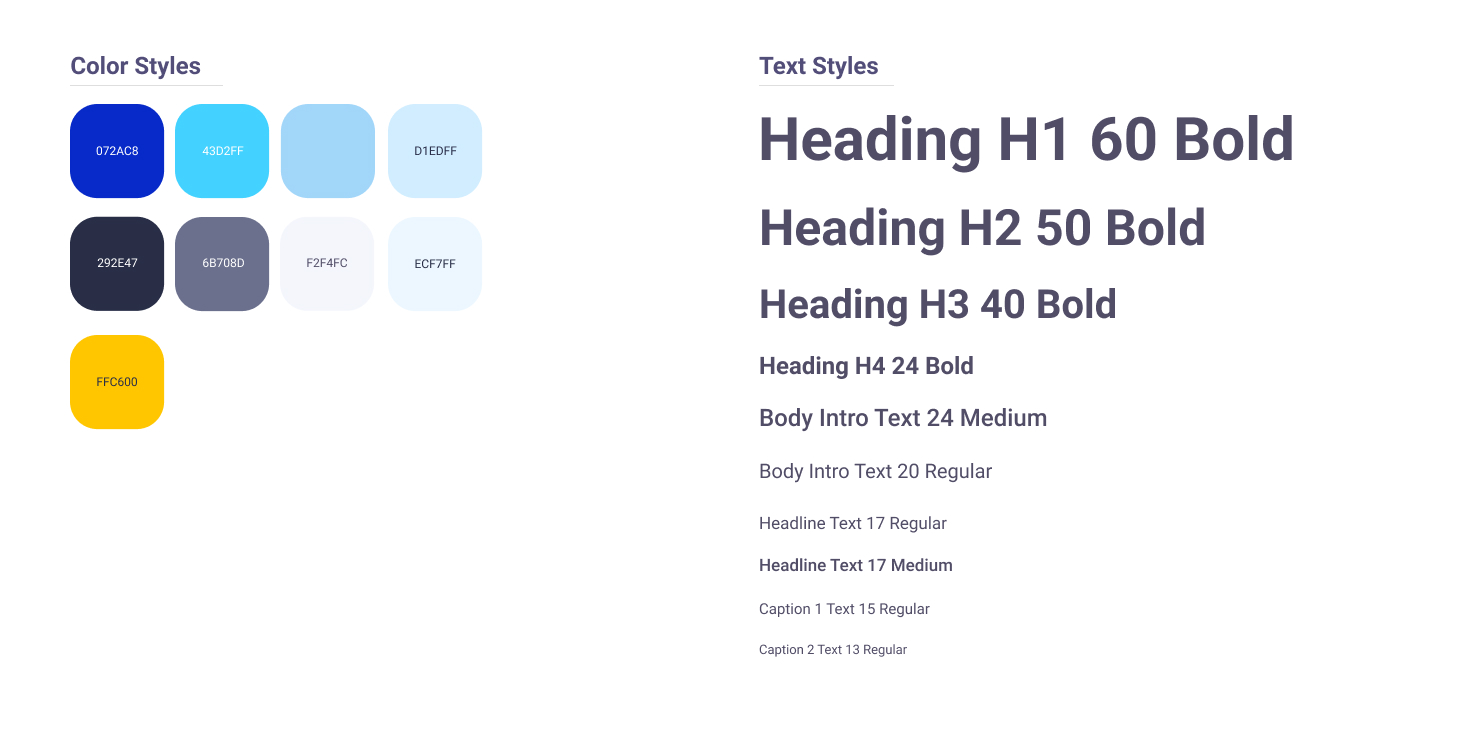 Color Styles
072AC8
43D2FF
D1EDFF
292E47
6B708D
F2F4FC
ECF7FF
FFC600
Text Styles
Heading H1 60 Bold
Heading H2 50 Bold
Heading H3 40 Bold
Heading H4 24 Bold
Body Intro Text 24 Medium
Body Intro Text 20 Regular
Headline Text 17 Regular
Headline Text 17 Medium
Caption 1 Text 15 Regular
Caption 2 Text 13 Regular